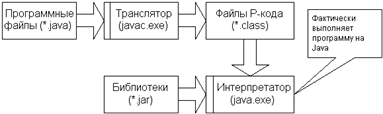 Программные
файлы (*.java)
Транслятор
(javac.exe)
Файлы P-кода
(*.class)
Фактически
выполняет
программу на
Java
Библиотеки
(*.jar)
Интерпретатор
(java.exe)